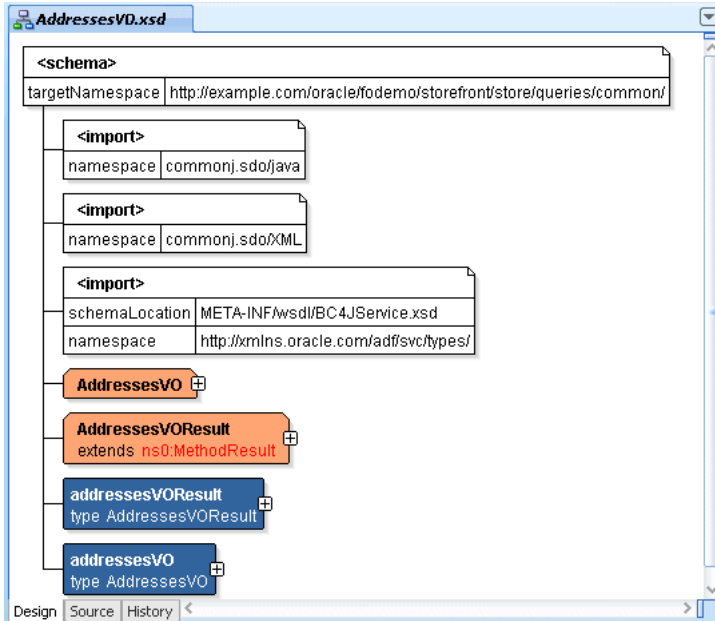 AddressesVO.xsd
<schema>
targetNamespace http://example.com/oracle/fodemo/storefront/store/queries/common/
<import>
namespace commonj.sdo/java
<import>
namespace commonj.sdo/XML
<import>
schemaLocation META-INF/wsdl/BC4JService.xsd
namespace http://xmlns.oracle.com/adf/svc/types/
AddressesVO
AddressesVOResult
extends ns0:MethodResult
addressesVOResult
type AddressesVOResult
addressesVO
type AddressesVO
Design Source History